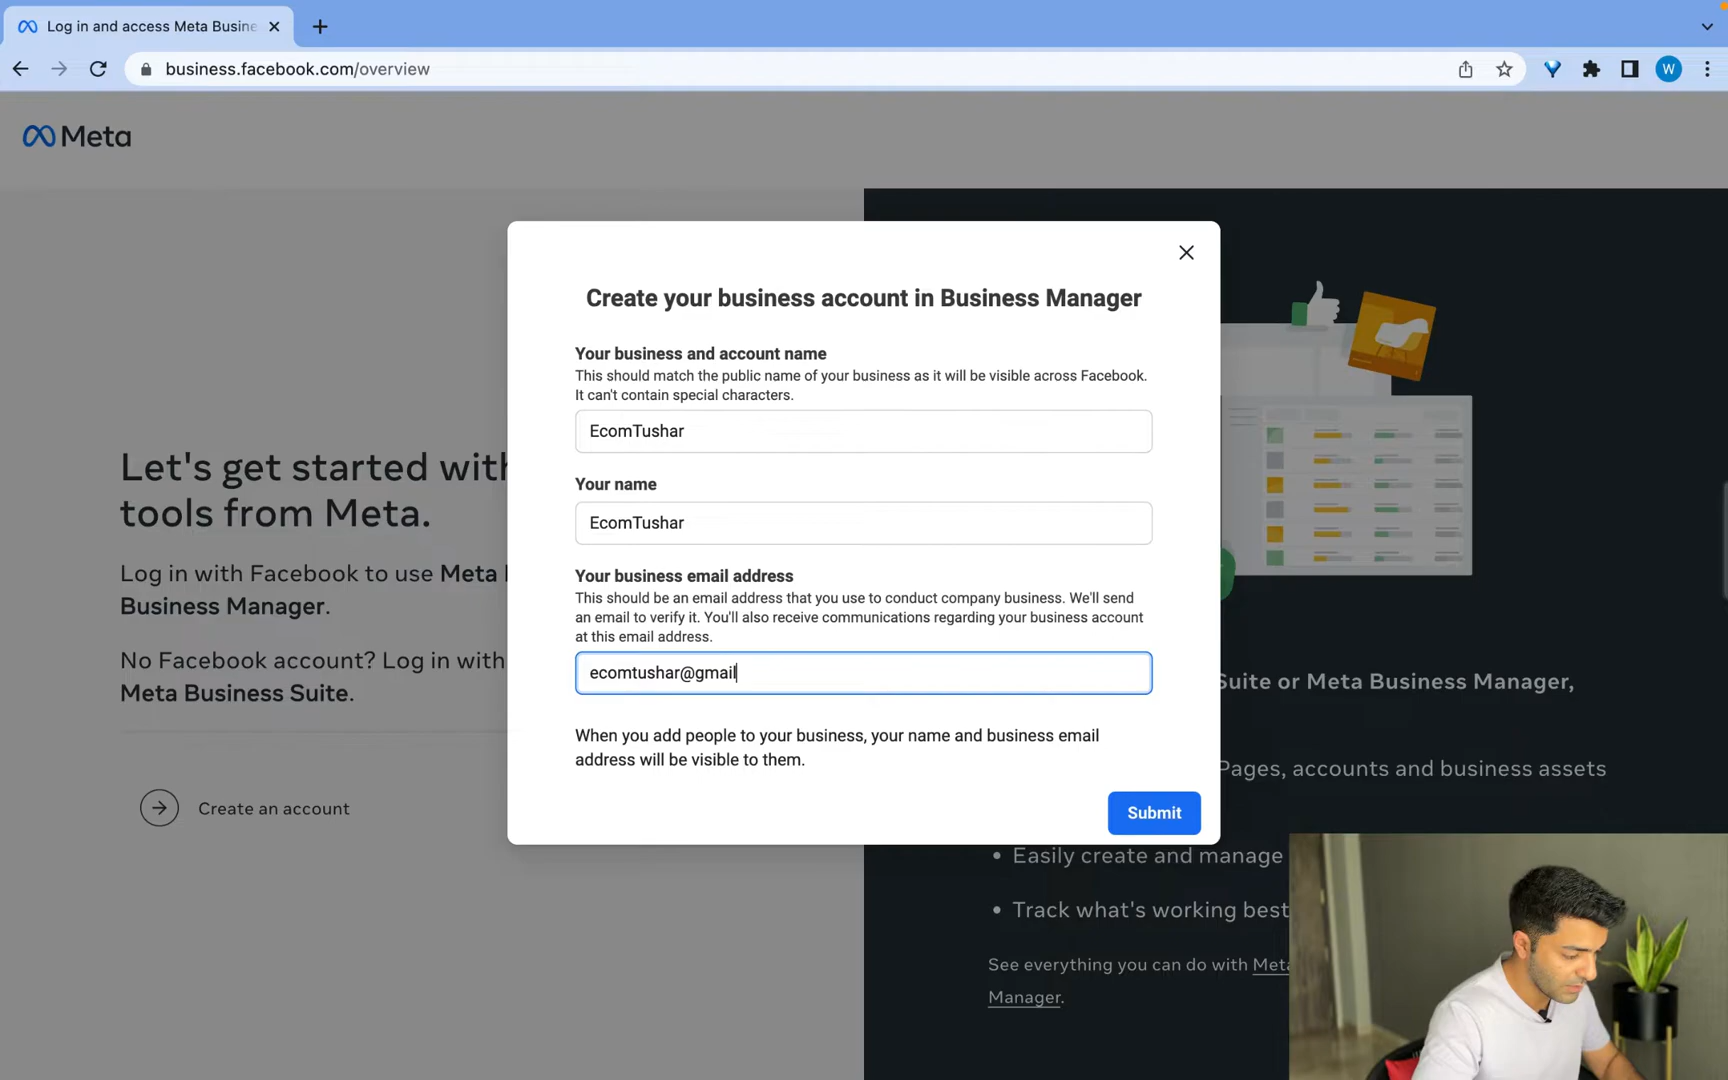 Log in and access Meta Busine
business.facebook.com/overview
W
Meta
Let's get started with
tools from Meta.
Log in with Facebook to use Meta
Business Manager.
No Facebook account? Log in with
Meta Business Suite.
Create an account
Create your business account in Business Manager
Your business and account name
This should match the public name of your business as it will be visible across Facebook.
It can't contain special characters.
EcomTushar
Your name
EcomTushar
Your business email address
This should be an email address that you use to conduct company business. We'll send
an email to verify it. You'll also receive communications regarding your business account
at this email address.
ecomtushar@gmail
When you add people to your business, your name and business email
address will be visible to them.
Submit
Suite or Meta Business Manager,
Pages, accounts and business assets
• Easily create and manage
• Track what's working best
See everything you can do with Meta
Manager.